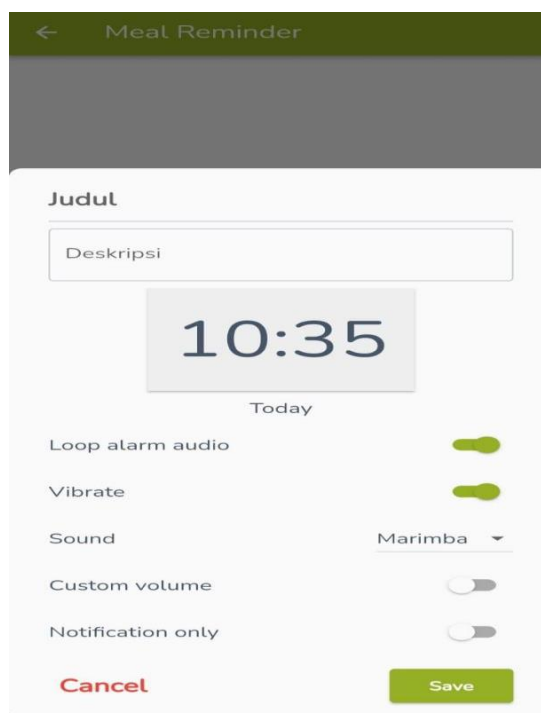 Meal Reminder
Judul
Deskripsi
10:35
Today
Loop alarm audio
Vibrate
Sound Marimba
Custom volume
Notification only
Cancel Save